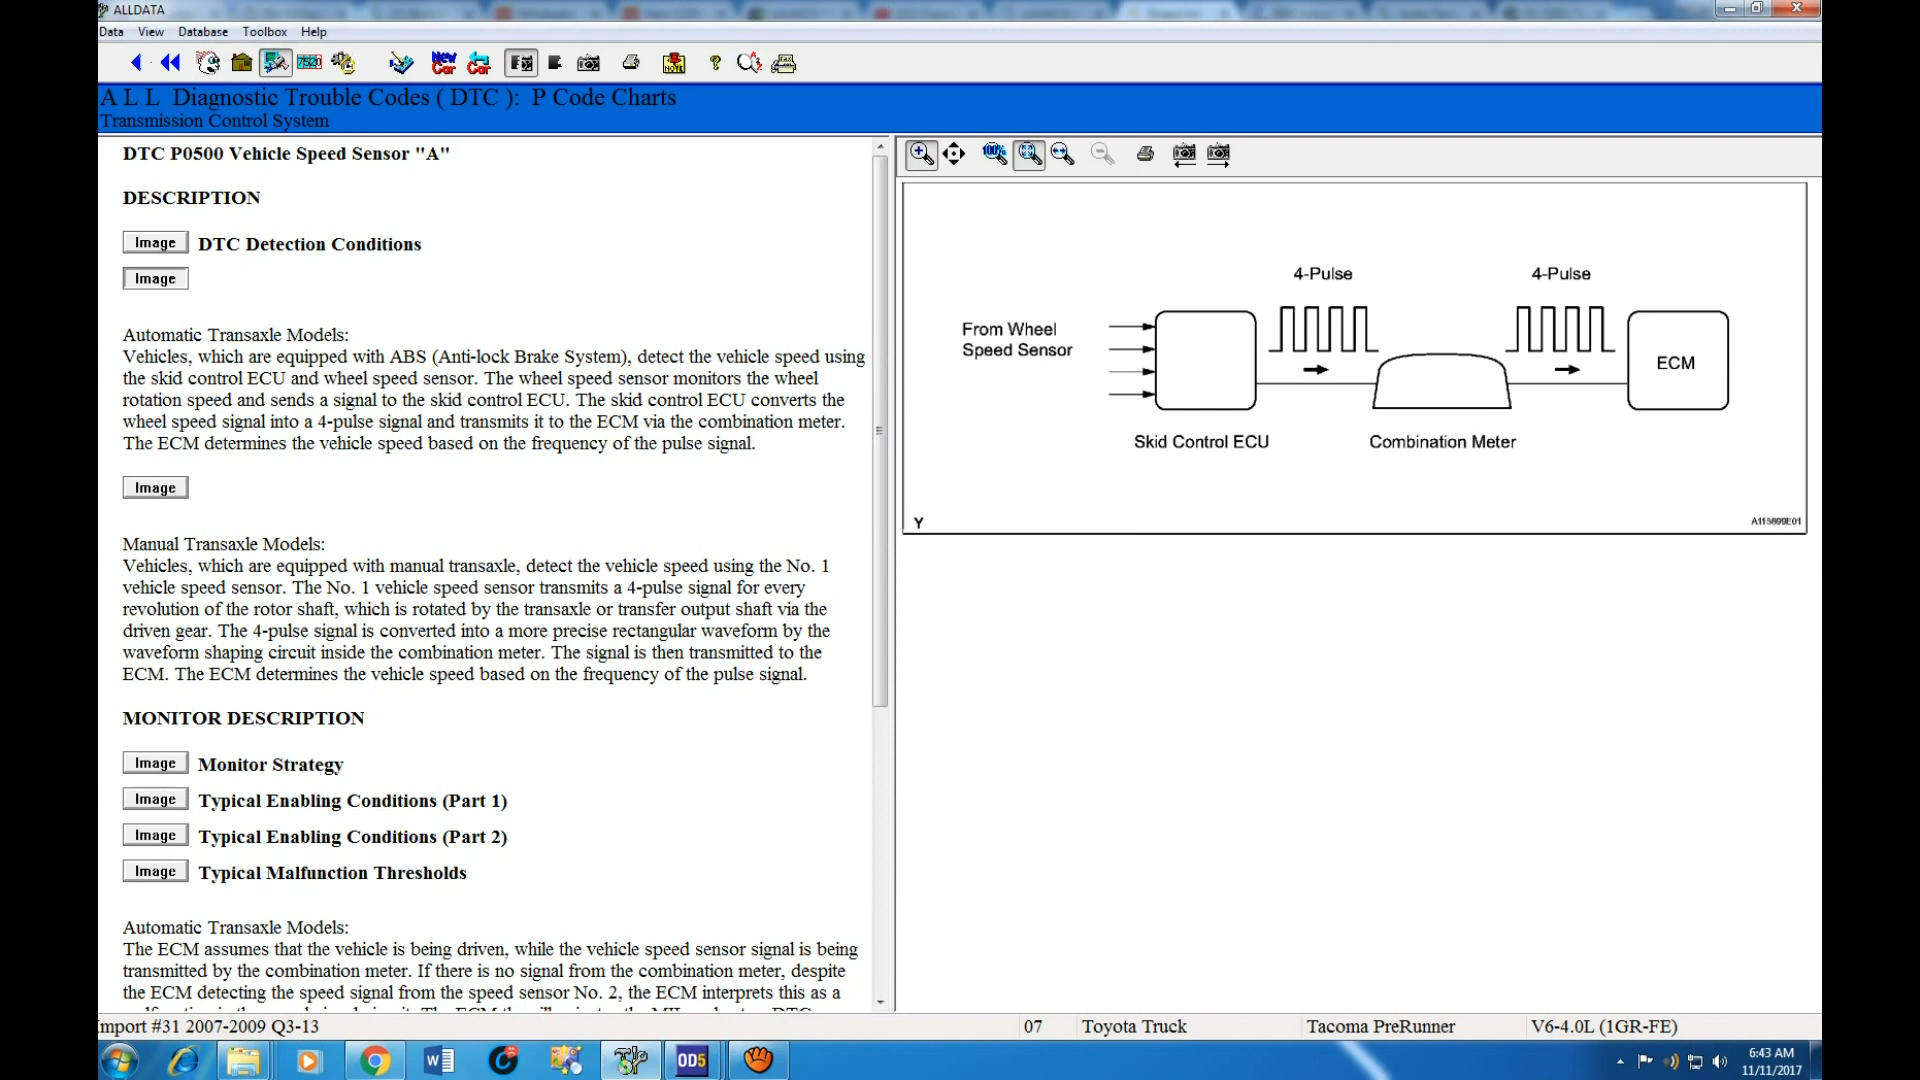 ALLDATA
Data View Database Toolbox Help
New Car
7520
NOTE
?
A L L Diagnostic Trouble Codes ( DTC ): P Code Charts
Transmission Control System
DTC P0500 Vehicle Speed Sensor "A"
DESCRIPTION
Image DTC Detection Conditions
Image
Automatic Transaxle Models:
Vehicles, which are equipped with ABS (Anti-lock Brake System), detect the vehicle speed using
the skid control ECU and wheel speed sensor. The wheel speed sensor monitors the wheel
rotation speed and sends a signal to the skid control ECU. The skid control ECU converts the
wheel speed signal into a 4-pulse signal and transmits it to the ECM via the combination meter.
The ECM determines the vehicle speed based on the frequency of the pulse signal.
Image
Manual Transaxle Models:
Vehicles, which are equipped with manual transaxle, detect the vehicle speed using the No. 1
vehicle speed sensor. The No. 1 vehicle speed sensor transmits a 4-pulse signal for every
revolution of the rotor shaft, which is rotated by the transaxle or transfer output shaft via the
driven gear. The 4-pulse signal is converted into a more precise rectangular waveform by the
waveform shaping circuit inside the combination meter. The signal is then transmitted to the
ECM. The ECM determines the vehicle speed based on the frequency of the pulse signal.
MONITOR DESCRIPTION
Image Monitor Strategy
Image Typical Enabling Conditions (Part 1)
Image Typical Enabling Conditions (Part 2)
Image Typical Malfunction Thresholds
Automatic Transaxle Models:
The ECM assumes that the vehicle is being driven, while the vehicle speed sensor signal is being
transmitted by the combination meter. If there is no signal from the combination meter, despite
the ECM detecting the speed signal from the speed sensor No. 2, the ECM interprets this as a
100%
4-Pulse 4-Pulse
From Wheel
Speed Sensor
ECM
Skid Control ECU Combination Meter
Y A115899E01
Import #31 2007-2009 Q3-13 07 Toyota Truck Tacoma PreRunner V6-4.0L (1GR-FE)
OD5
6:43 AM
11/11/2017